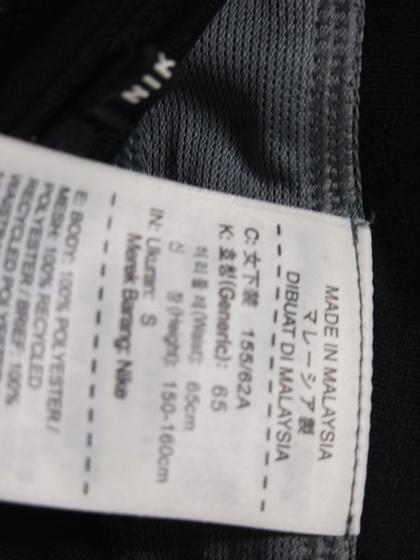 NIK
MADE IN MALAYSIA
マレーシア製
DIBUAT DI MALAYSIA
C: 女下装 155/62A
K: 호칭(Generic): 65
허리둘레(Waist): 65cm
신 장(Height): 150-160cm
IN: Ukuran: S
Merek Barang: Nike
E: BODY: 100% POLYESTER /
MESH: 100% RECYCLED
POLYESTER / BRIEF: 100%
RECYCLED POLYESTER